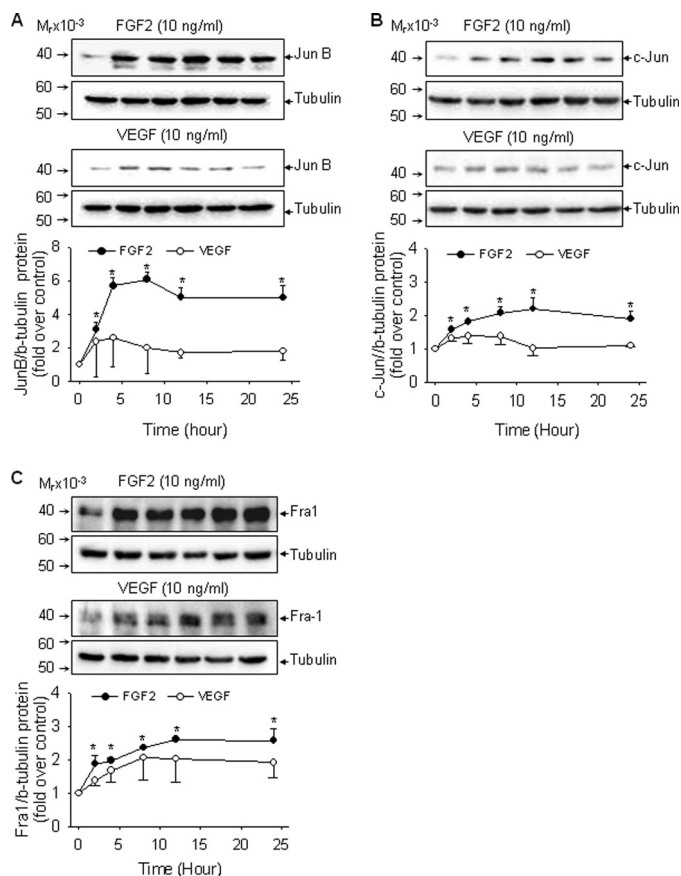 A
Mrx10-3
FGF2 (10 ng/ml)
40
Jun B
60
50
Tubulin
VEGF (10 ng/ml)
40
Jun B
60
50
Tubulin
FGF2 VEGF
JunB/b-tubulin protein
(fold over control)
8
6
4
2
0
* * * * *
0 5 10 15 20 25
Time (hour)
B
Mrx10-3
FGF2 (10 ng/ml)
40
c-Jun
60
50
Tubulin
VEGF (10 ng/ml)
40
c-Jun
60
50
Tubulin
FGF2 VEGF
c-Jun//b-tubulin protein
(fold over control)
4
3
2
1
0
* * * * *
0 5 10 15 20 25
Time (Hour)
C
Mrx10-3
FGF2 (10 ng/ml)
40
Fra1
60
50
Tubulin
VEGF (10 ng/ml)
40
Fra-1
60
50
Tubulin
FGF2 VEGF
Fra1/b-tubulin protein
(fold over control)
4
3
2
1
0
* * * * *
0 5 10 15 20 25
Time (Hour)